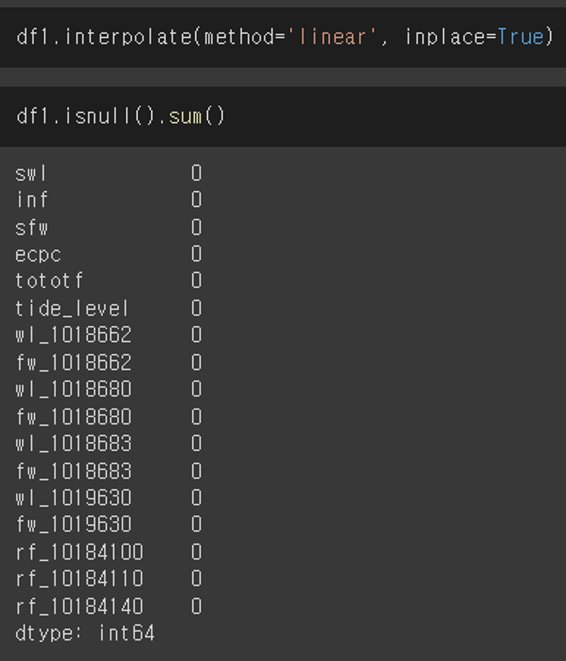 df1.interpolate(method='linear', inplace=True)
df1.isnull().sum()
swl 0
inf 0
sfw 0
ecpc 0
tototf 0
tide_level 0
wl_1018662 0
fw_1018662 0
wl_1018680 0
fw_1018680 0
wl_1018683 0
fw_1018683 0
wl_1019630 0
fw_1019630 0
rf_10184100 0
rf_10184110 0
rf_10184140 0
dtype: int64